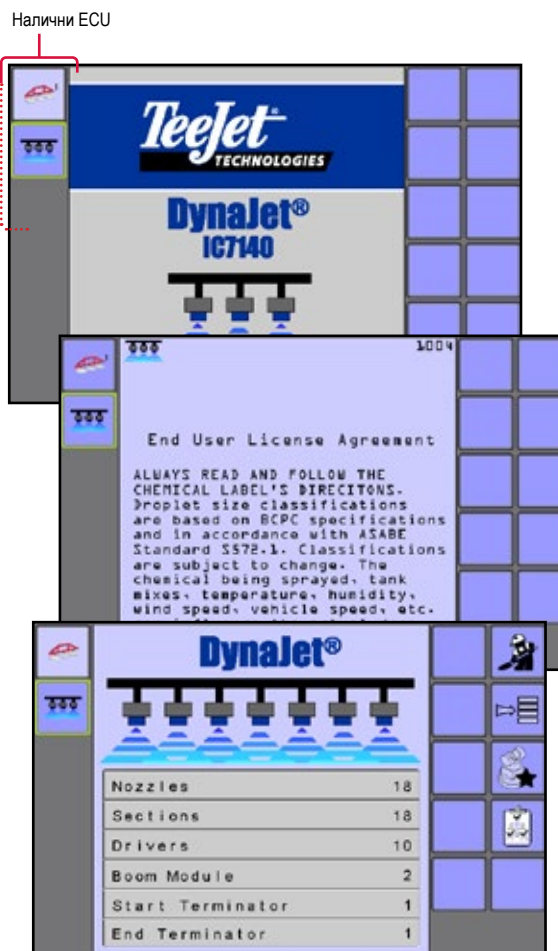 Налични ECU
TeeJet
TECHNOLOGIES
DynaJet®
IC7140
1004
End User License Agreement
ALWAYS READ AND FOLLOW THE
CHEMICAL LABEL'S DIRECITONS.
Droplet size classifications
are based on BCPC specifications
and in accordance with ASABE
Standard S572.1. Classifications
are subject to change. The
chemical being sprayed, tank
mixes, temperature, humidity,
wind speed, vehicle speed, etc.
DynaJet®
Nozzles 18
Sections 18
Drivers 10
Boom Module 2
Start Terminator 1
End Terminator 1